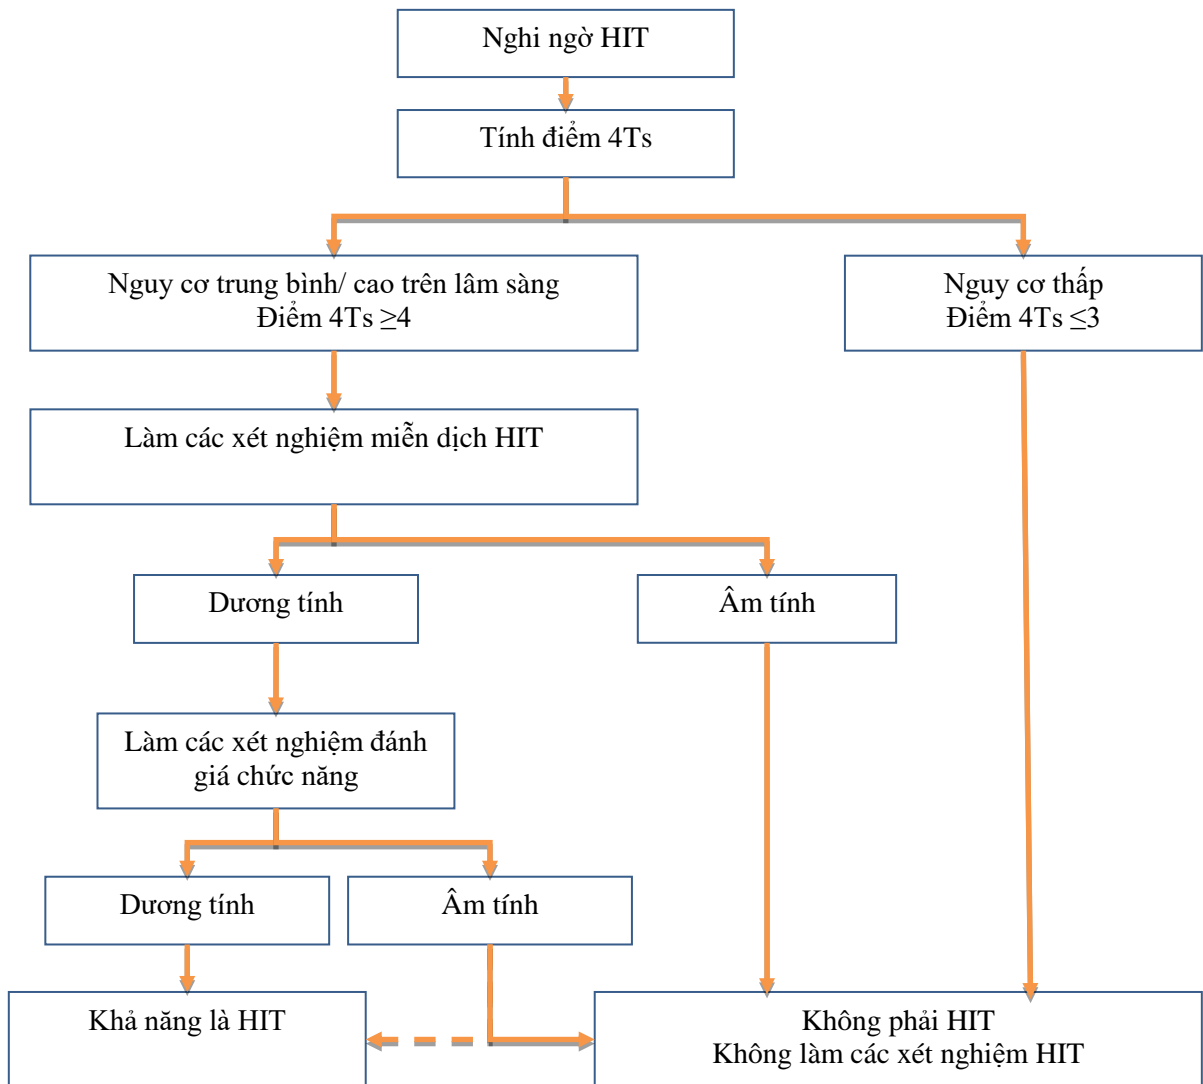 Nghi ngờ HIT
Tính điểm 4Ts
Nguy cơ trung bình/ cao trên lâm sàng
Điểm 4Ts ≥4
Nguy cơ thấp
Điểm 4Ts ≤3
Làm các xét nghiệm miễn dịch HIT
Dương tính
Âm tính
Làm các xét nghiệm đánh
giá chức năng
Dương tính
Âm tính
Khả năng là HIT
Không phải HIT
Không làm các xét nghiệm HIT